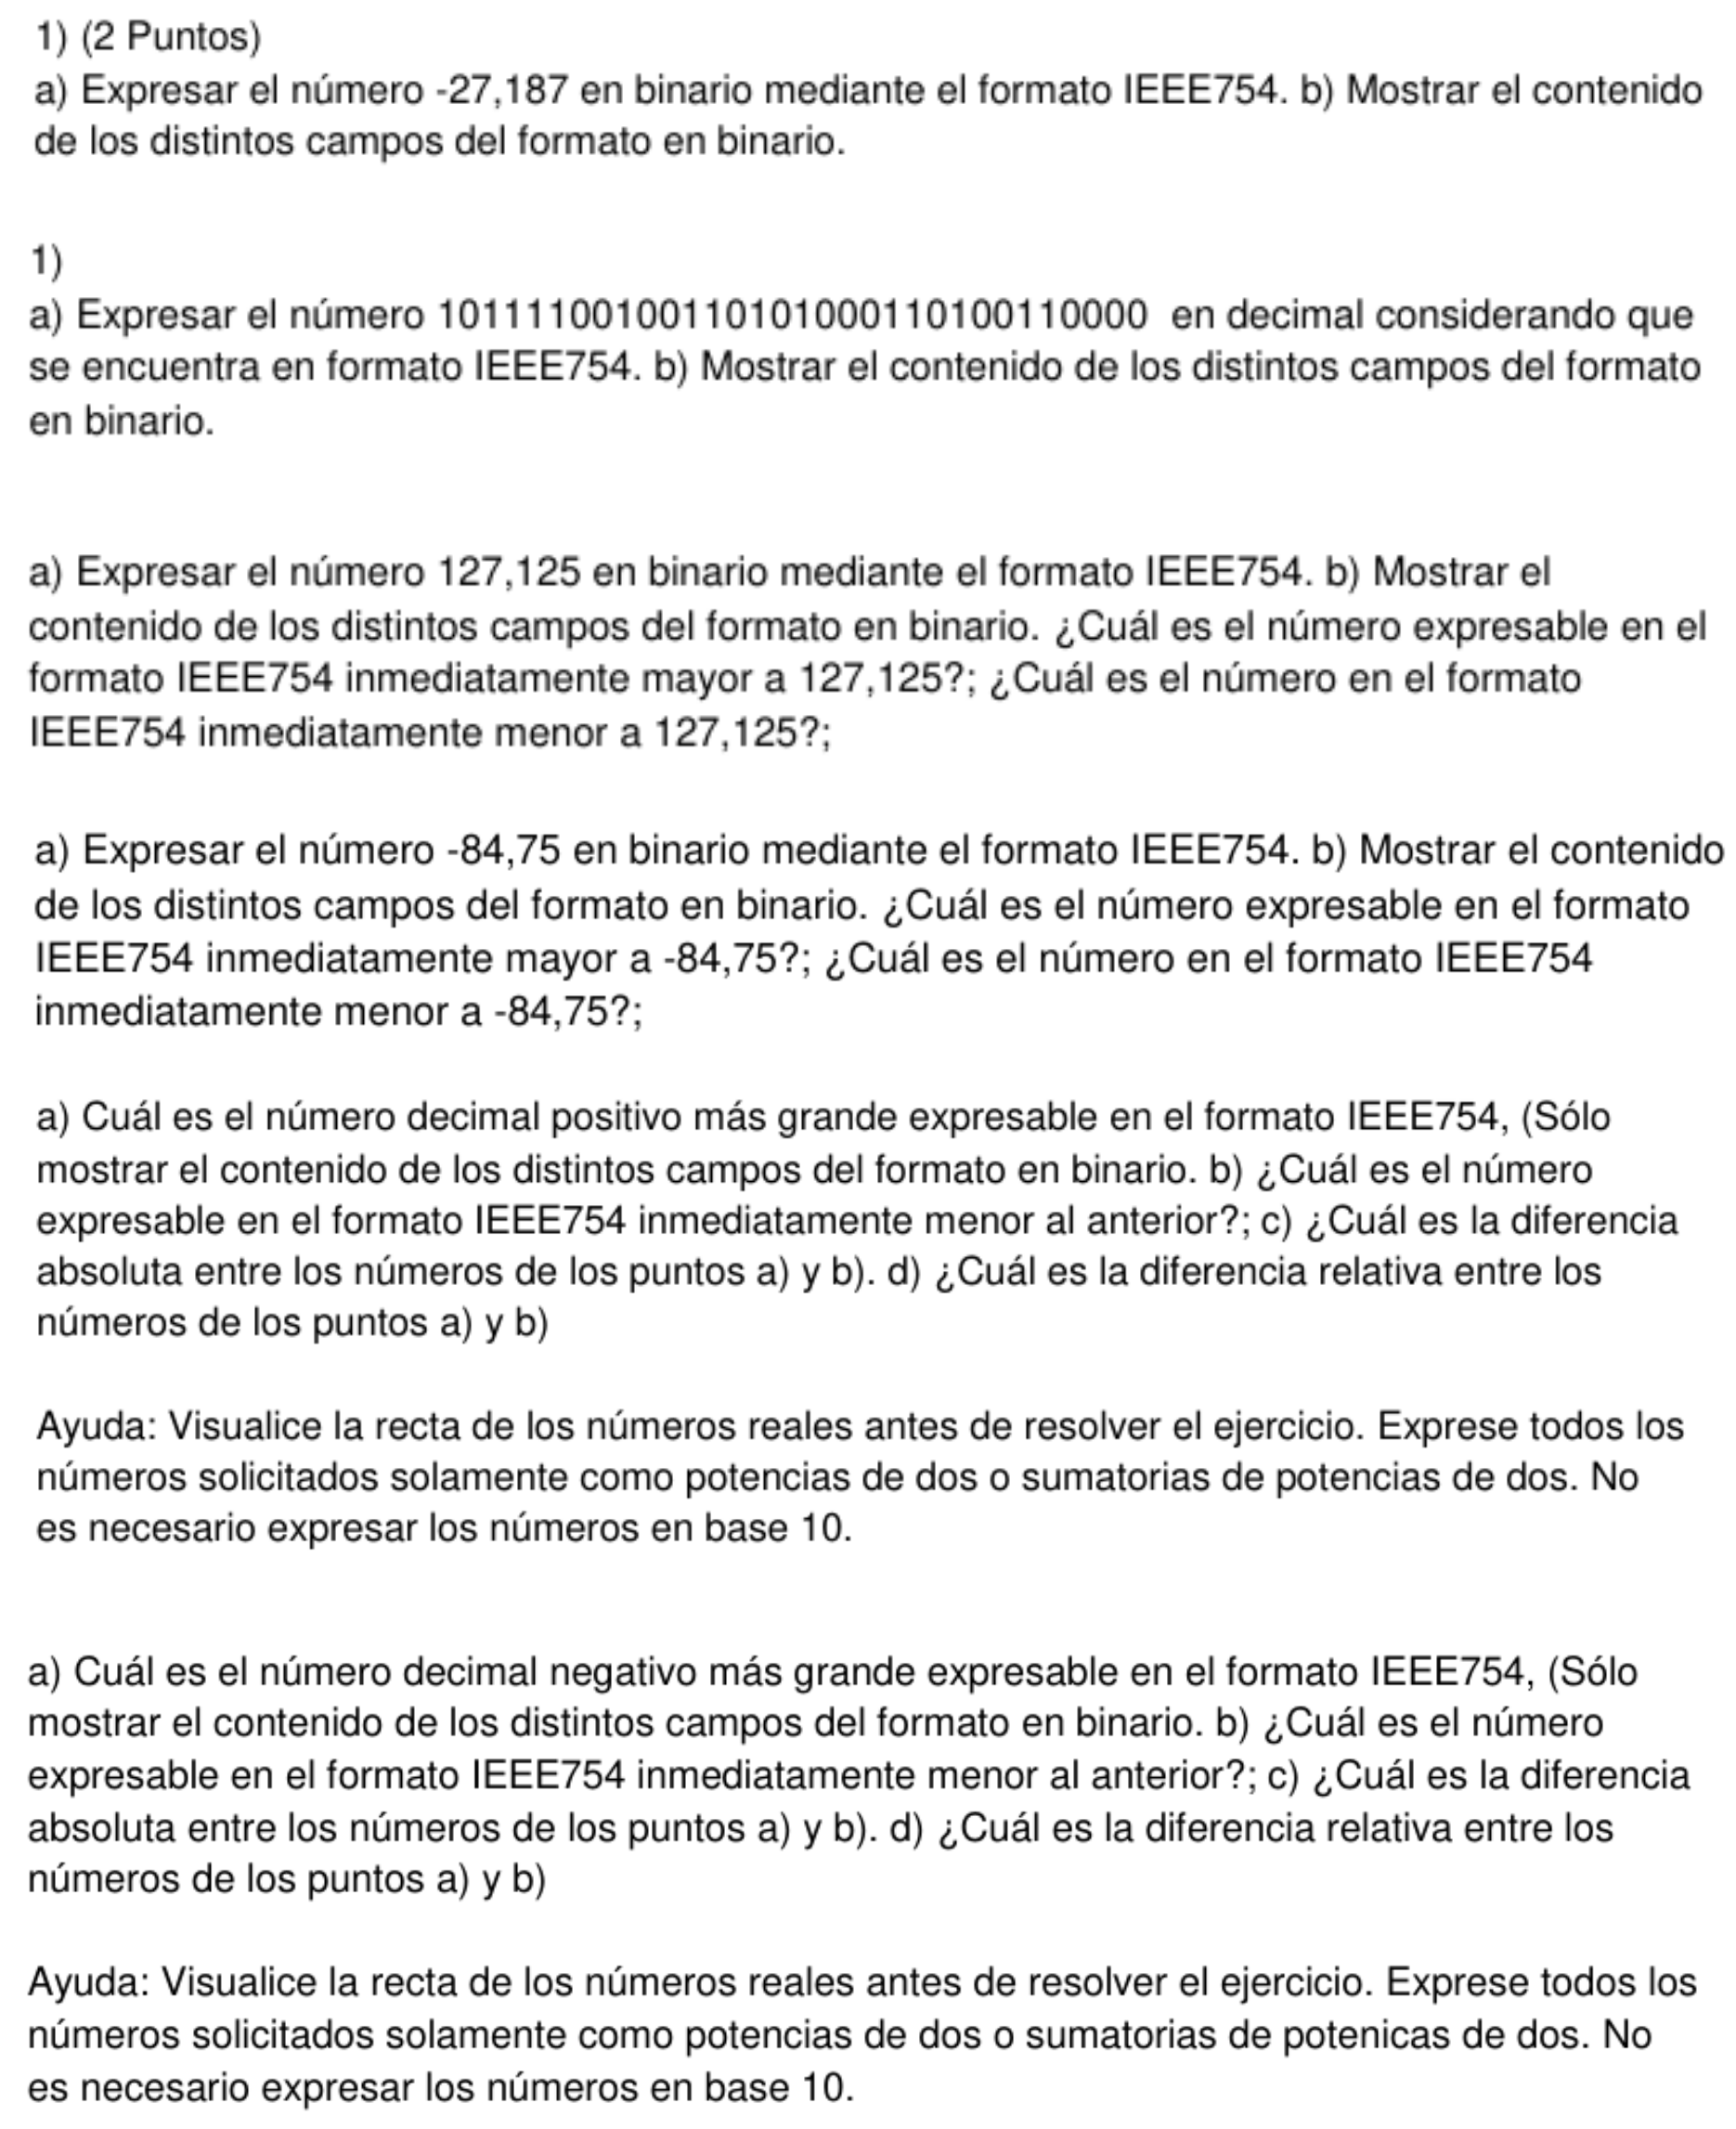 1) (2 Puntos)
a) Expresar el número -27,187 en binario mediante el formato IEEE754. b) Mostrar el contenido
de los distintos campos del formato en binario.
1)
a) Expresar el número 10111100100110101000110100110000 en decimal considerando que
se encuentra en formato IEEE754. b) Mostrar el contenido de los distintos campos del formato
en binario.
a) Expresar el número 127,125 en binario mediante el formato IEEE754. b) Mostrar el
contenido de los distintos campos del formato en binario. ¿Cuál es el número expresable en el
formato IEEE754 inmediatamente mayor a 127,125?; ¿Cuál es el número en el formato
IEEE754 inmediatamente menor a 127,125?;
a) Expresar el número -84,75 en binario mediante el formato IEEE754. b) Mostrar el contenido
de los distintos campos del formato en binario. ¿Cuál es el número expresable en el formato
IEEE754 inmediatamente mayor a -84,75?; ¿Cuál es el número en el formato IEEE754
inmediatamente menor a -84,75?;
a) Cuál es el número decimal positivo más grande expresable en el formato IEEE754, (Sólo
mostrar el contenido de los distintos campos del formato en binario. b) ¿Cuál es el número
expresable en el formato IEEE754 inmediatamente menor al anterior?; c) ¿Cuál es la diferencia
absoluta entre los números de los puntos a) y b). d) ¿Cuál es la diferencia relativa entre los
números de los puntos a) y b)
Ayuda: Visualice la recta de los números reales antes de resolver el ejercicio. Exprese todos los
números solicitados solamente como potencias de dos o sumatorias de potencias de dos. No
es necesario expresar los números en base 10.
a) Cuál es el número decimal negativo más grande expresable en el formato IEEE754, (Sólo
mostrar el contenido de los distintos campos del formato en binario. b) ¿Cuál es el número
expresable en el formato IEEE754 inmediatamente menor al anterior?; c) ¿Cuál es la diferencia
absoluta entre los números de los puntos a) y b). d) ¿Cuál es la diferencia relativa entre los
números de los puntos a) y b)
Ayuda: Visualice la recta de los números reales antes de resolver el ejercicio. Exprese todos los
números solicitados solamente como potencias de dos o sumatorias de potenicas de dos. No
es necesario expresar los números en base 10.